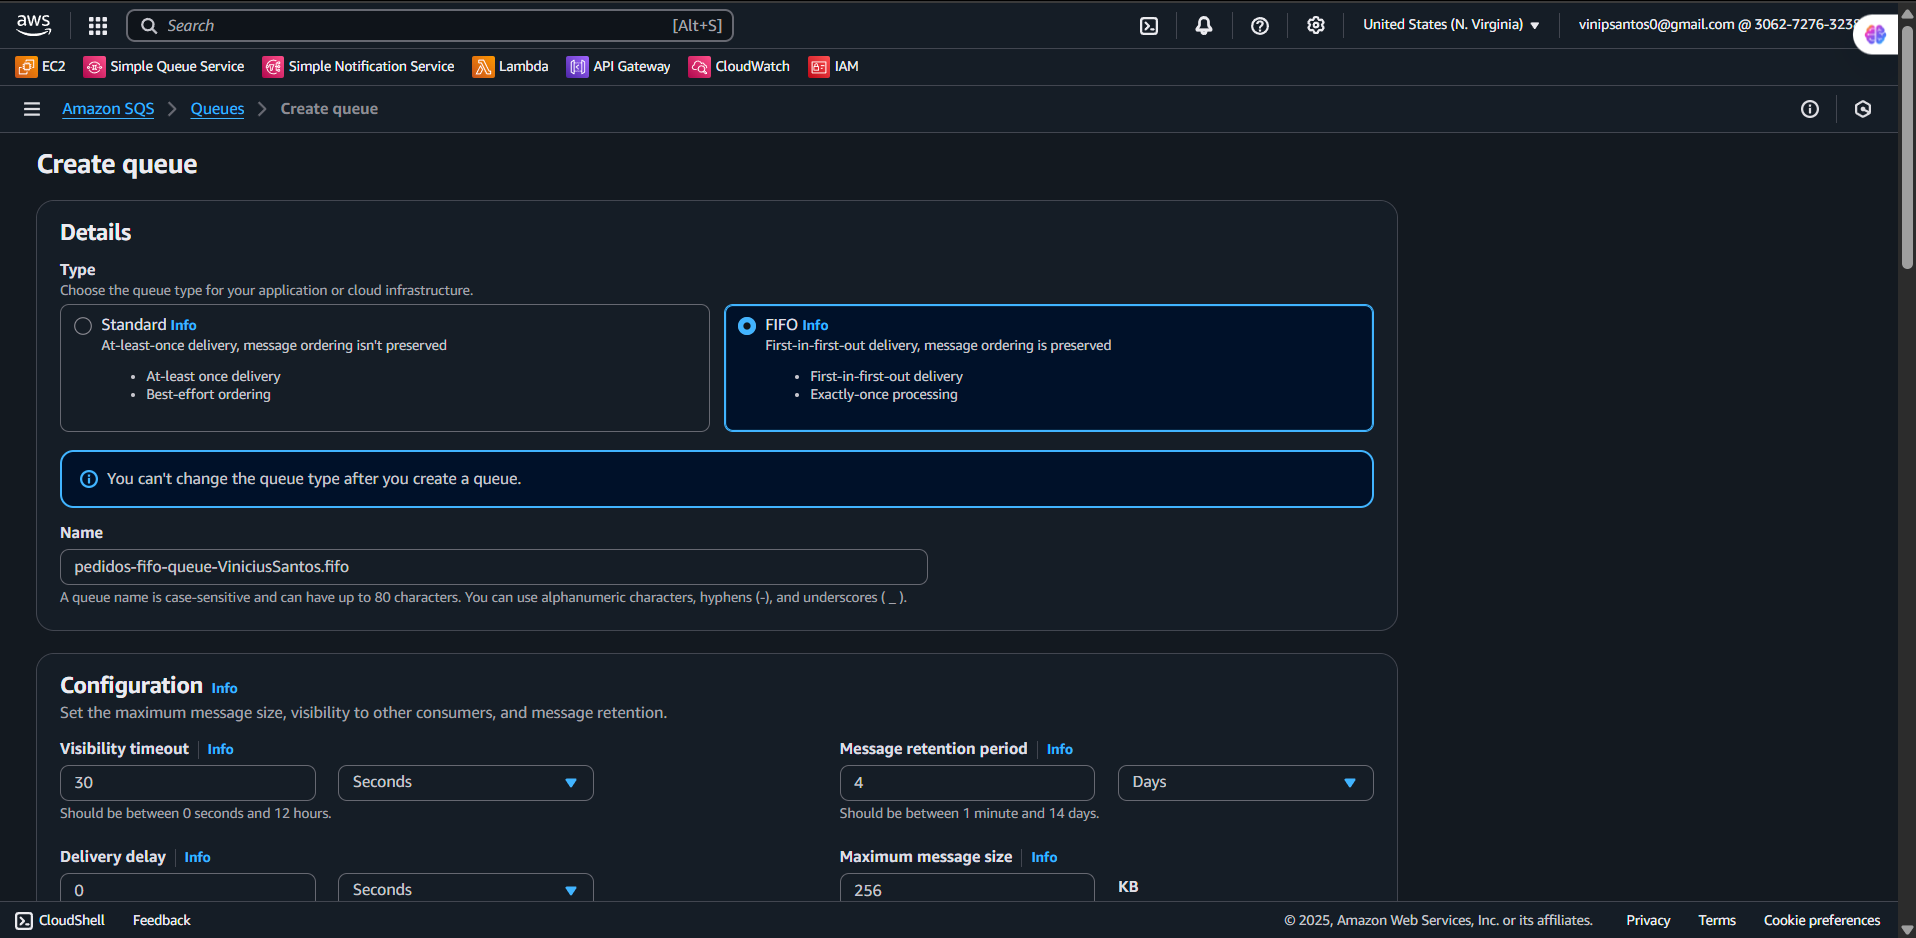 aws
Search [Alt+S]
United States (N. Virginia)
vinipsantos0@gmail.com @ 3062-7276-3238
EC2 Simple Queue Service Simple Notification Service Lambda API Gateway CloudWatch IAM
Amazon SQS Queues Create queue
Create queue
Details
Type
Choose the queue type for your application or cloud infrastructure.
Standard Info
At-least-once delivery, message ordering isn't preserved
• At-least once delivery
• Best-effort ordering
FIFO Info
First-in-first-out delivery, message ordering is preserved
• First-in-first-out delivery
• Exactly-once processing
You can't change the queue type after you create a queue.
Name
pedidos-fifo-queue-ViniciusSantos.fifo
A queue name is case-sensitive and can have up to 80 characters. You can use alphanumeric characters, hyphens (-), and underscores ( _ ).
Configuration Info
Set the maximum message size, visibility to other consumers, and message retention.
Visibility timeout Info
30 Seconds
Should be between 0 seconds and 12 hours.
Message retention period Info
4 Days
Should be between 1 minute and 14 days.
Delivery delay Info
0 Seconds
Maximum message size Info
256 KB
CloudShell Feedback
© 2025, Amazon Web Services, Inc. or its affiliates. Privacy Terms Cookie preferences